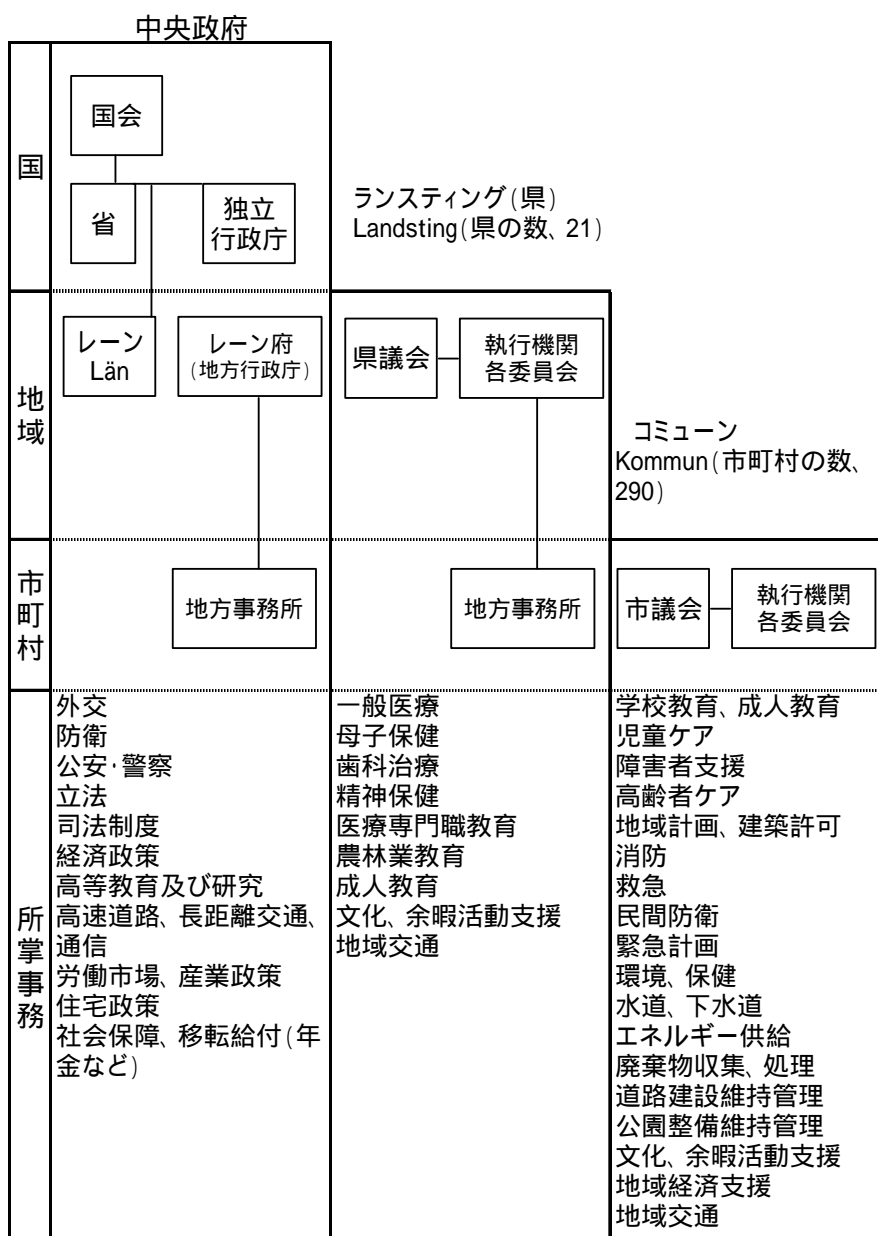 中央政府
国
国会
省
独立
行政庁
ランスティング(県)
Landsting(県の数、21)
地域
レーン
Län
レーン府
(地方行政庁)
県議会
執行機関
各委員会
コミューン
Kommun(市町村の数、
290)
市町村
地方事務所
地方事務所
市議会
執行機関
各委員会
所掌事務
外交
防衛
公安・警察
立法
司法制度
経済政策
高等教育及び研究
高速道路、長距離交通、
通信
労働市場、産業政策
住宅政策
社会保障、移転給付(年
金など)
一般医療
母子保健
歯科治療
精神保健
医療専門職教育
農林業教育
成人教育
文化、余暇活動支援
地域交通
学校教育、成人教育
児童ケア
障害者支援
高齢者ケア
地域計画、建築許可
消防
救急
民間防衛
緊急計画
環境、保健
水道、下水道
エネルギー供給
廃棄物収集、処理
道路建設維持管理
公園整備維持管理
文化、余暇活動支援
地域経済支援
地域交通